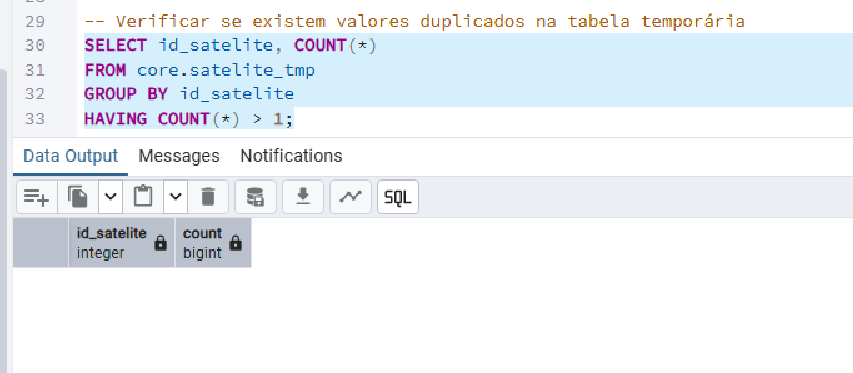 29 -- Verificar se existem valores duplicados na tabela temporária
30 SELECT id_satelite, COUNT(*)
31 FROM core.satelite_tmp
32 GROUP BY id_satelite
33 HAVING COUNT(*) > 1;
Data Output Messages Notifications
SQL
id_satelite count
integer bigint